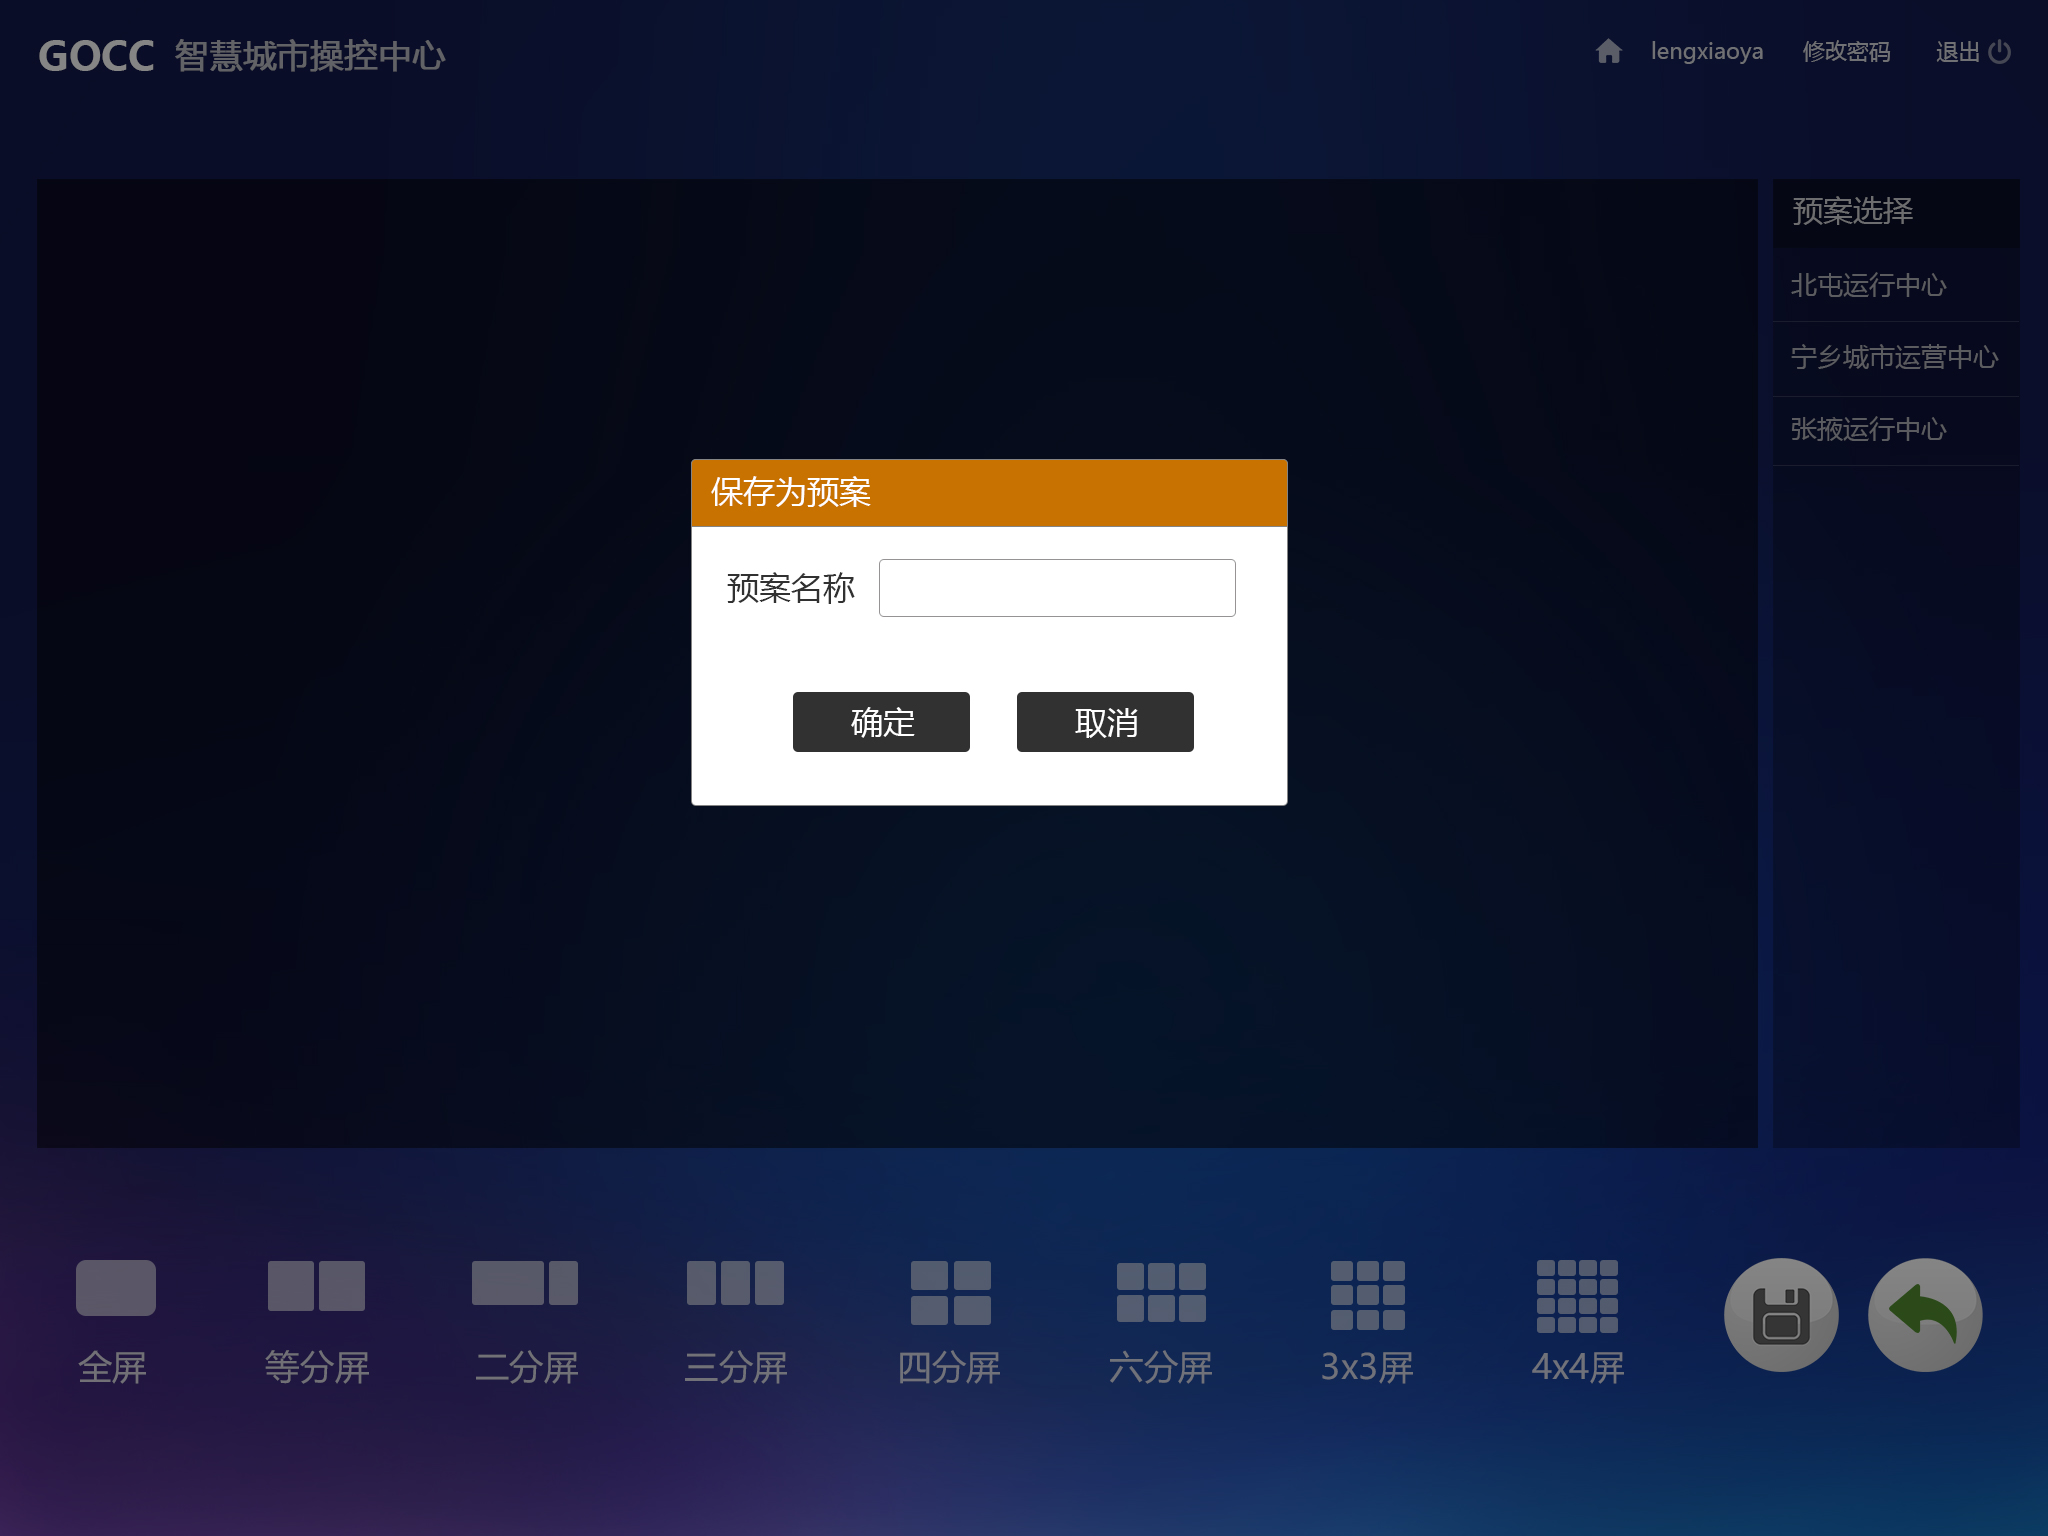 GOCC 智慧城市操控中心
lengxiaoya 修改密码 退出
预案选择
北屯运行中心
宁乡城市运营中心
张掖运行中心
保存为预案
预案名称
确定 取消
全屏 等分屏 二分屏 三分屏 四分屏 六分屏 3x3屏 4x4屏